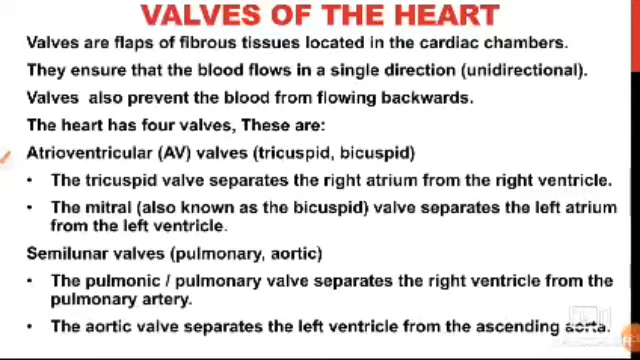 VALVES OF THE HEART
Valves are flaps of fibrous tissues located in the cardiac chambers.
They ensure that the blood flows in a single direction (unidirectional).
Valves also prevent the blood from flowing backwards.
The heart has four valves, These are:
Atrioventricular (AV) valves (tricuspid, bicuspid)
• The tricuspid valve separates the right atrium from the right ventricle.
• The mitral (also known as the bicuspid) valve separates the left atrium
from the left ventricle.
Semilunar valves (pulmonary, aortic)
• The pulmonic / pulmonary valve separates the right ventricle from the
pulmonary artery.
• The aortic valve separates the left ventricle from the ascending aorta.